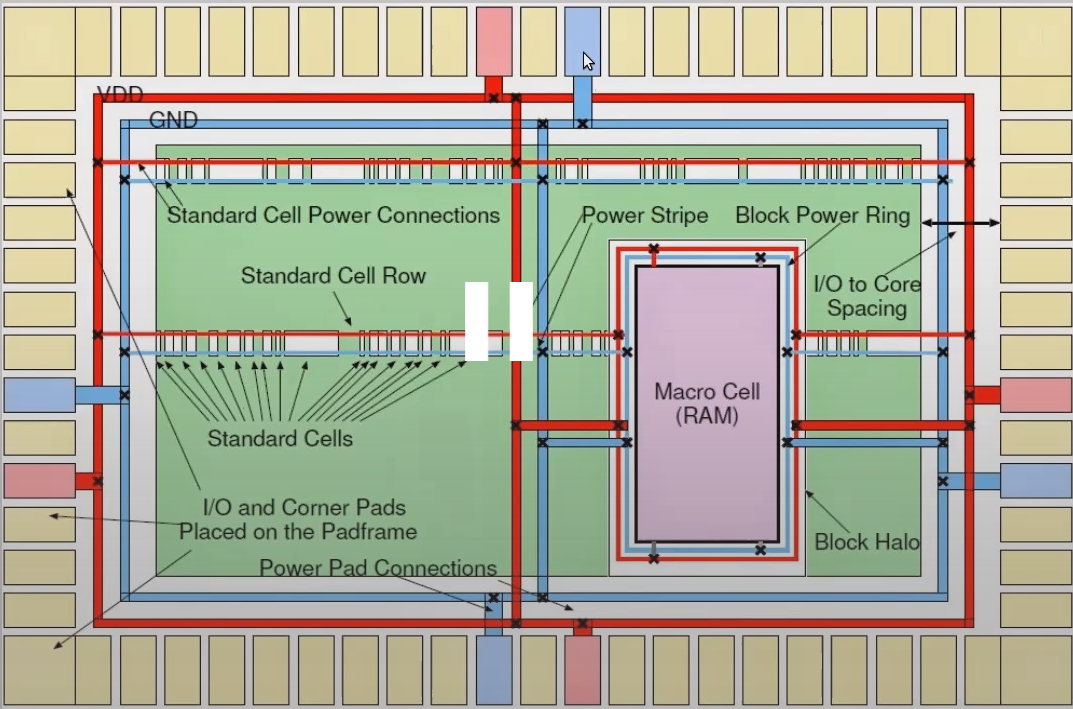 VDD
GND
Standard Cell Power Connections
Power Stripe
Block Power Ring
Standard Cell Row
I/O to Core
Spacing
Macro Cell
(RAM)
Standard Cells
I/O and Corner Pads
Placed on the Padframe
Block Halo
Power Pad Connections